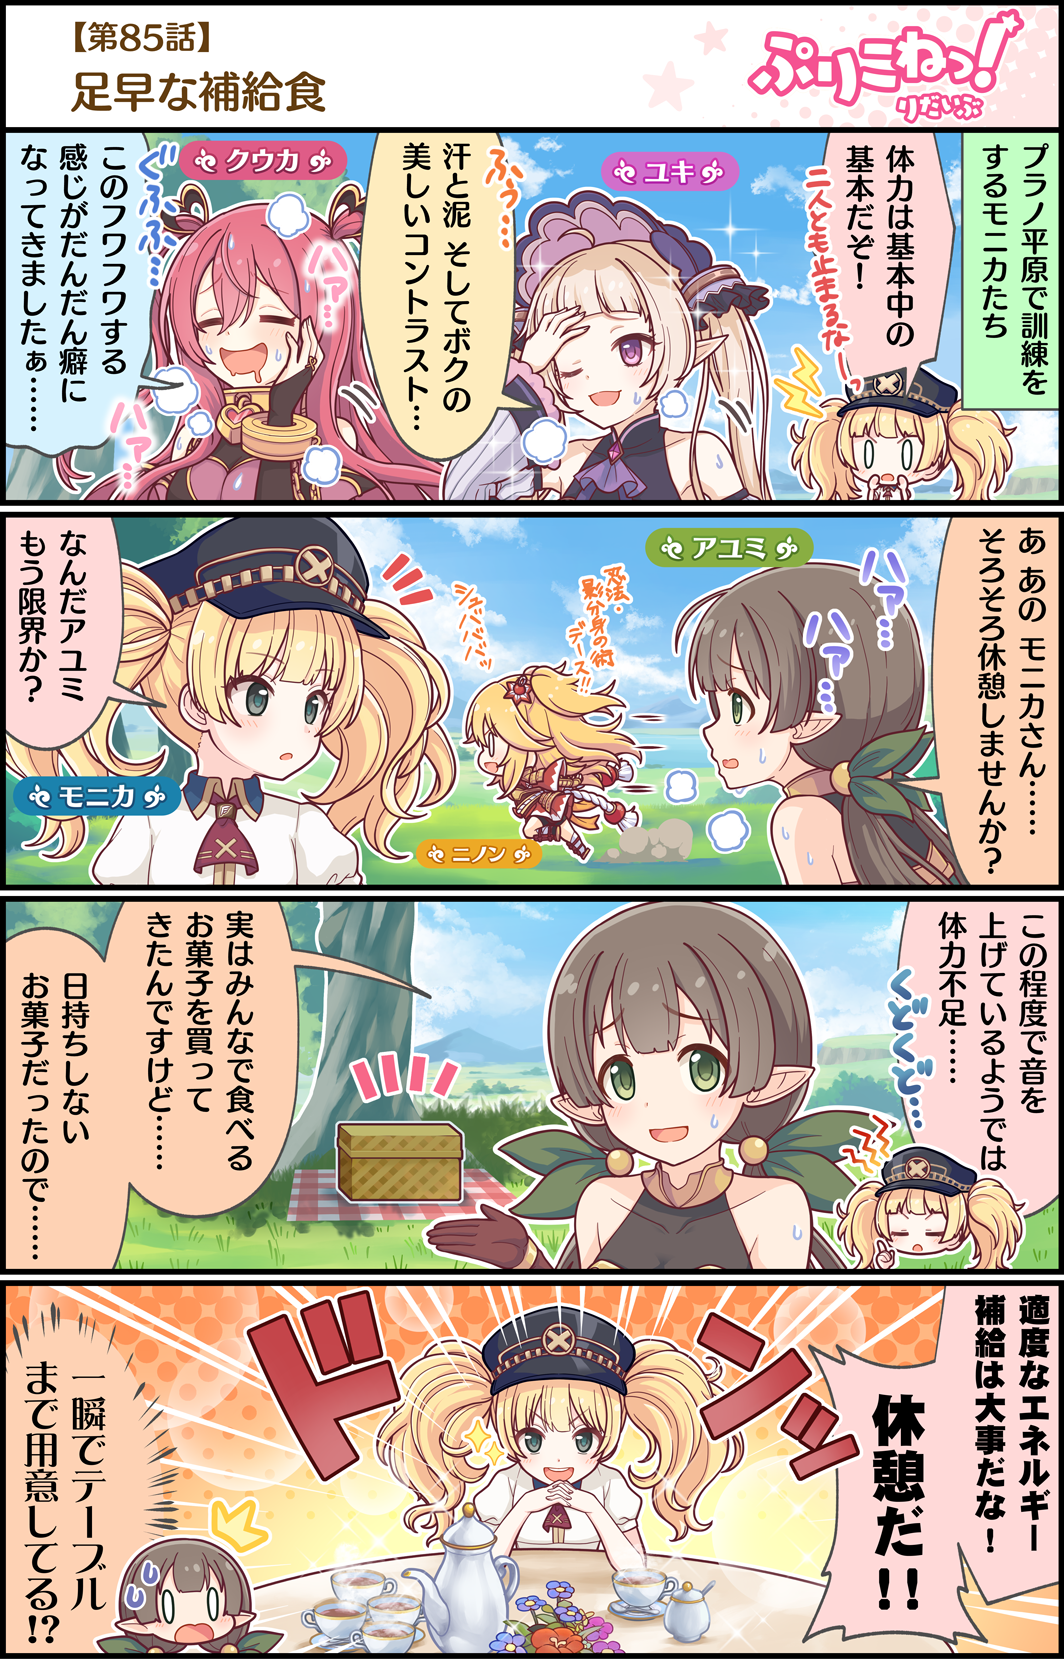 【第85話】
足早な補給食
ぷりこねっ!
りだいぶ
プラノ平原で訓練を
するモニカたち
体力は基本中の
基本だぞ!
二人とも止まるなーっ
ユキ
ふぅ…
汗と泥 そしてボクの
美しいコントラスト…
クウカ
ハァ…
ぐふふ…
このフワフワする
感じがだんだん癖に
なってきましたぁ……
ハァ…
あ あの モニカさん……
そろそろ休憩しませんか?
ハァ…
ハァ…
アユミ
忍法・
影分身の術
デース!!
シュババババッ
ニノン
なんだアユミ
もう限界か?
モニカ
この程度で音を
上げているようでは
体力不足……
くどくど…
実はみんなで食べる
お菓子を買って
きたんですけど……
日持ちしない
お菓子だったので……
適度なエネルギー
補給は大事だな!
休憩だ!!
ドンッ
一瞬でテーブル
まで用意してる!?